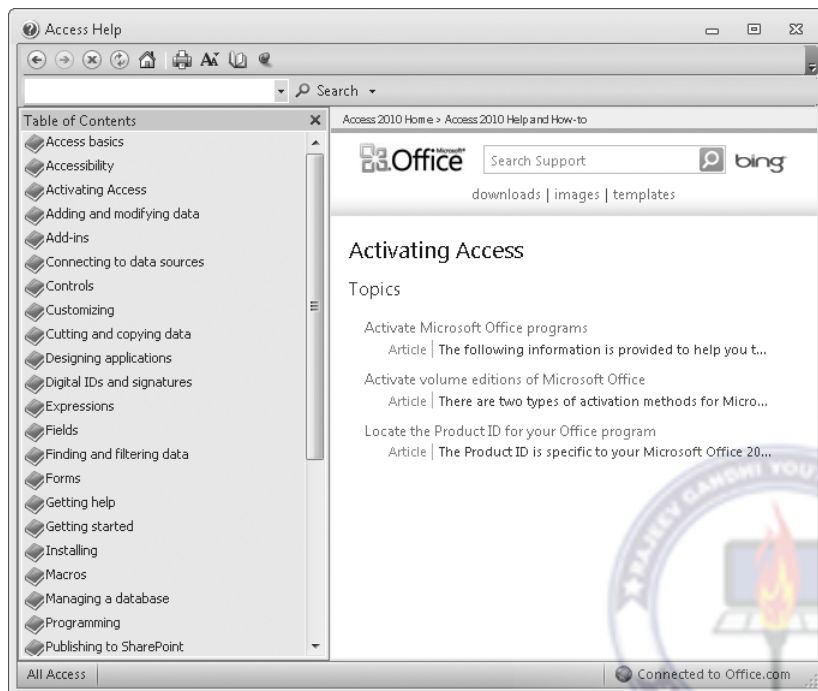 Access Help
Search
Table of Contents
Access basics
Accessibility
Activating Access
Adding and modifying data
Add-ins
Connecting to data sources
Controls
Customizing
Cutting and copying data
Designing applications
Digital IDs and signatures
Expressions
Fields
Finding and filtering data
Forms
Getting help
Getting started
Installing
Macros
Managing a database
Programming
Publishing to SharePoint
Access 2010 Home > Access 2010 Help and How-to
Microsoft® Office
Search Support
bing
downloads | images | templates
Activating Access
Topics
Activate Microsoft Office programs
Article | The following information is provided to help you t...
Activate volume editions of Microsoft Office
Article | There are two types of activation methods for Micro...
Locate the Product ID for your Office program
Article | The Product ID is specific to your Microsoft Office 20...
RAJEEV GANDHI YOU
All Access
Connected to Office.com